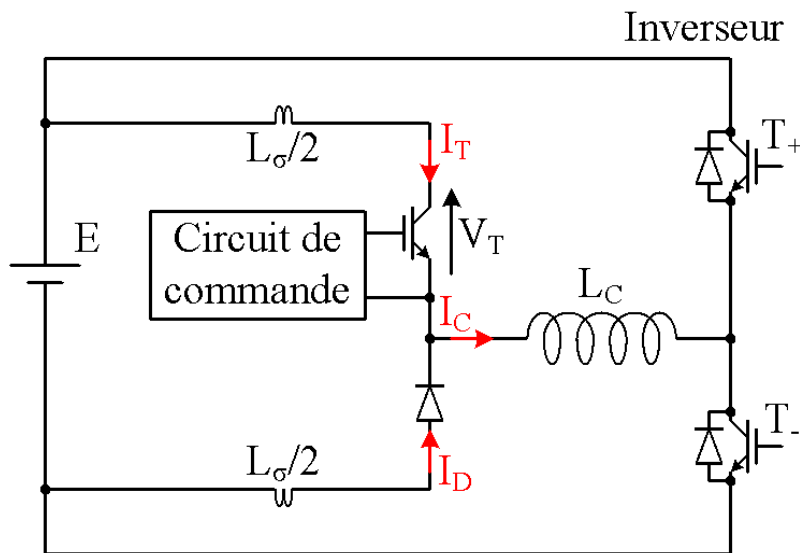 Inverseur
Lσ/2
IT
T+
E
Circuit de
commande
VT
LC
IC
T-
Lσ/2
ID